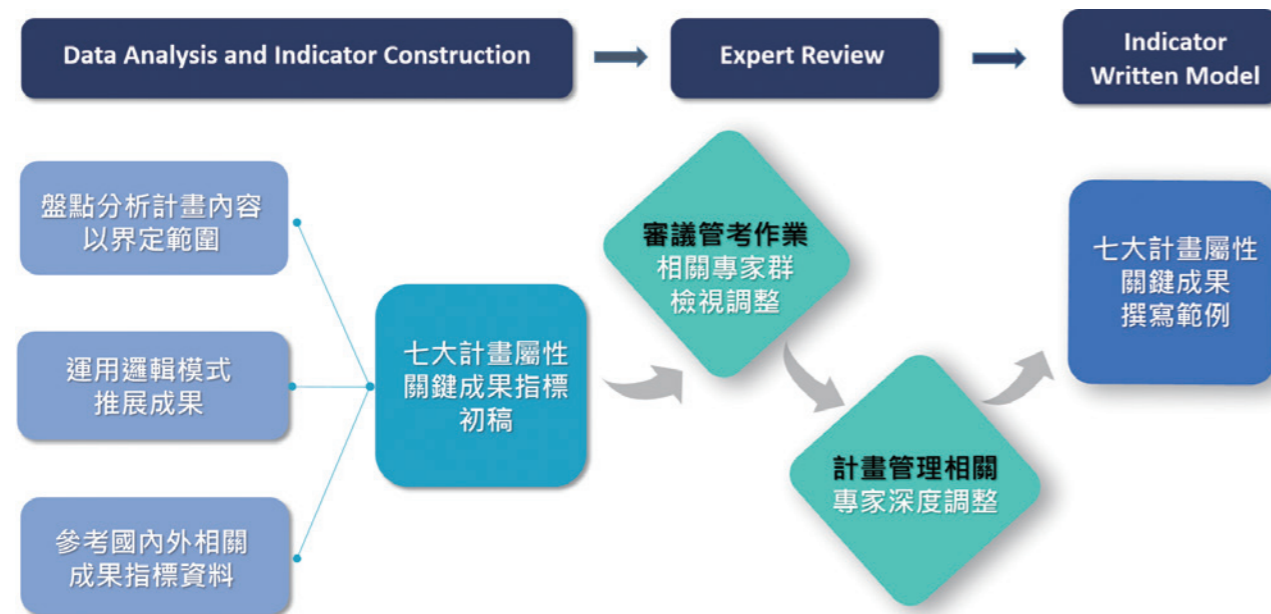 Data Analysis and Indicator Construction
Expert Review
Indicator
Written Model
盤點分析計畫內容
以界定範圍
運用邏輯模式
推展成果
參考國內外相關
成果指標資料
七大計畫屬性
關鍵成果指標
初稿
審議管考作業
相關專家群
檢視調整
計畫管理相關
專家深度調整
七大計畫屬性
關鍵成果
撰寫範例